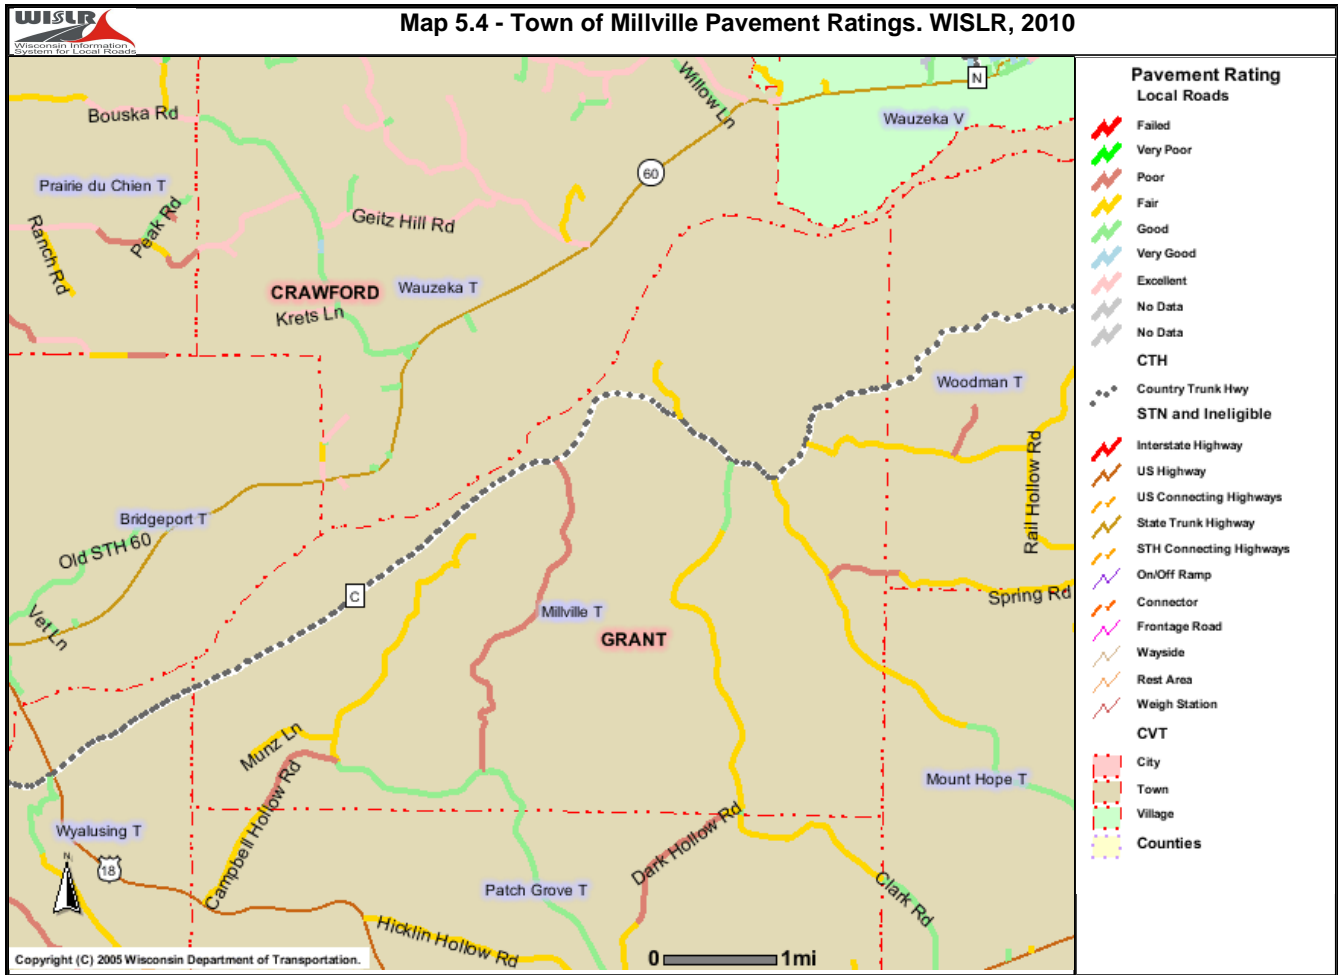 WISLR
Wisconsin Information
System for Local Roads
Map 5.4 - Town of Millville Pavement Ratings. WISLR, 2010
Bouska Rd
Prairie du Chien T
Peak Rd
Ranch Rd
Geitz Hill Rd
Willow Ln
N
Wauzeka V
60
CRAWFORD
Wauzeka T
Krets Ln
Woodman T
Rail Hollow Rd
Bridgeport T
Old STH 60
Vet Ln
C
Millville T
GRANT
Spring Rd
Munz Ln
Campbell Hollow Rd
Mount Hope T
Wyalusing T
N
18
Dark Hollow Rd
Patch Grove T
Clark Rd
Hicklin Hollow Rd
0 1mi
Copyright (C) 2005 Wisconsin Department of Transportation.
Pavement Rating
Local Roads
Failed
Very Poor
Poor
Fair
Good
Very Good
Excellent
No Data
No Data
CTH
Country Trunk Hwy
STN and Ineligible
Interstate Highway
US Highway
US Connecting Highways
State Trunk Highway
STH Connecting Highways
On/Off Ramp
Connector
Frontage Road
Wayside
Rest Area
Weigh Station
CVT
City
Town
Village
Counties